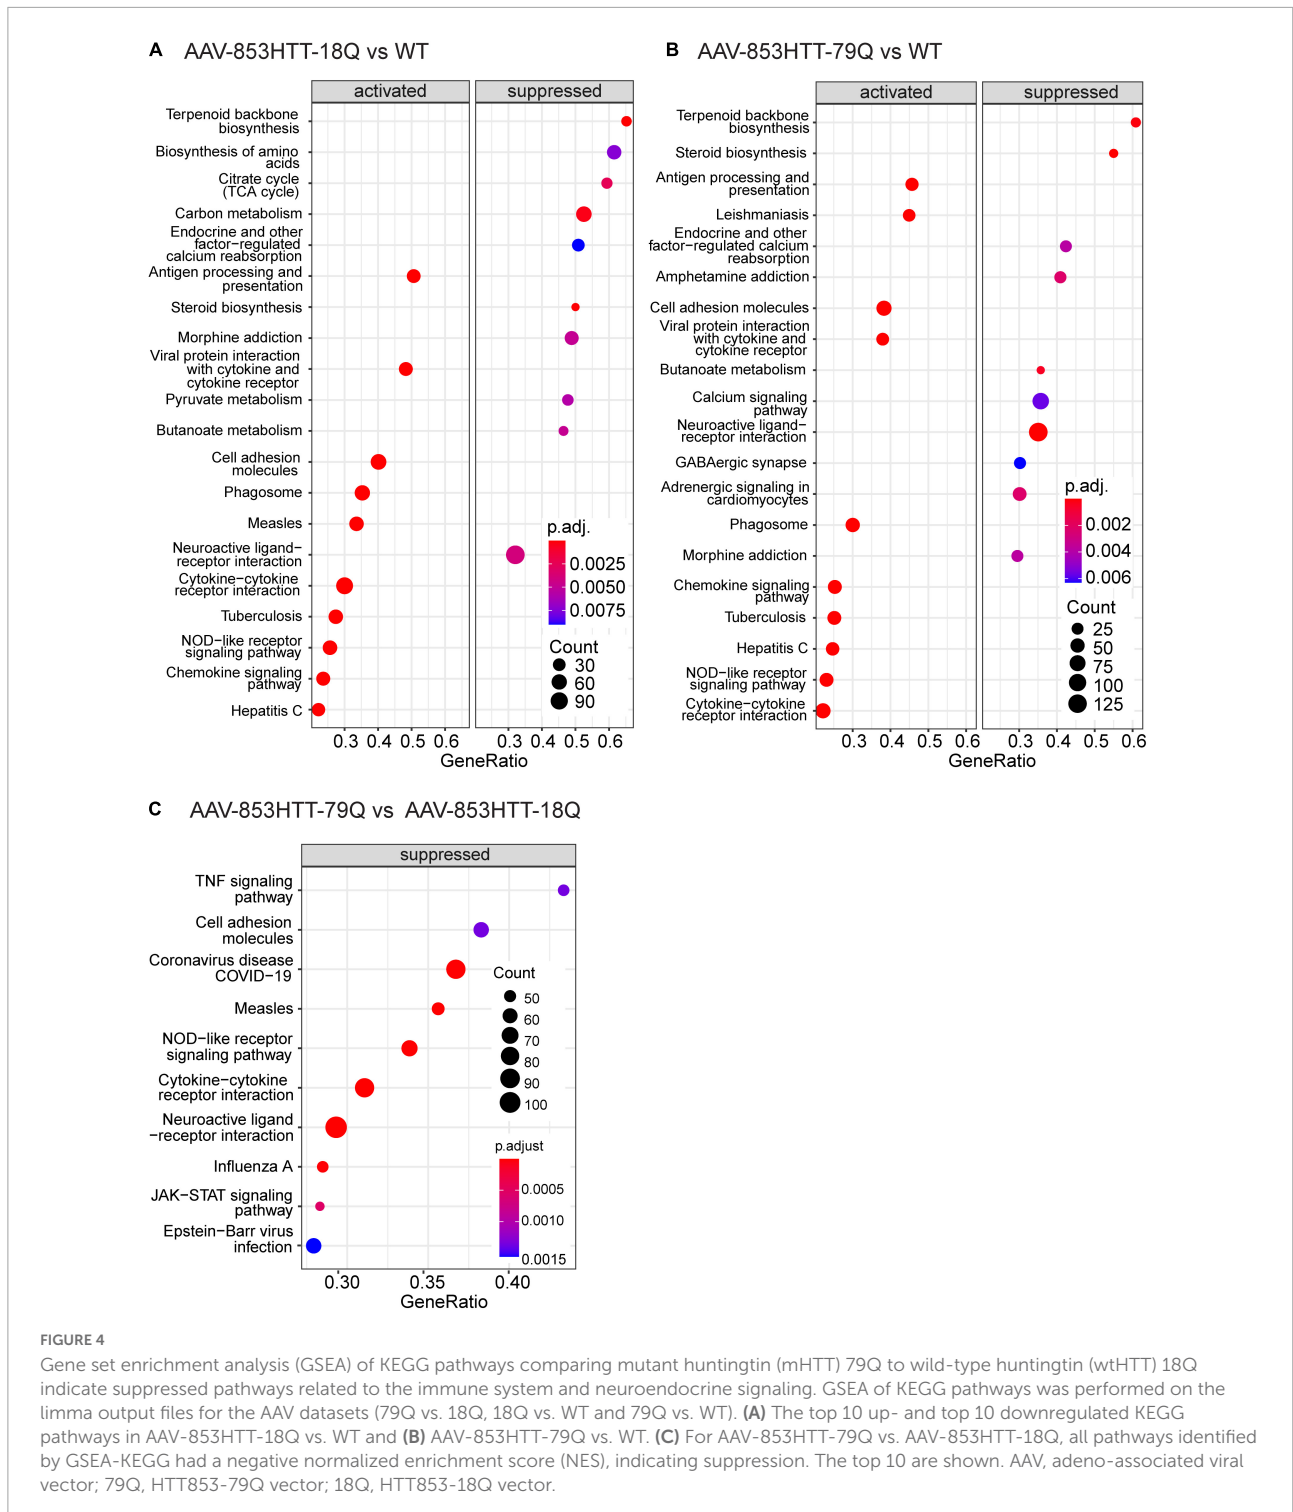 A AAV-853HTT-18Q vs WT
activated
suppressed
Terpenoid backbone
biosynthesis
Biosynthesis of amino
acids
Citrate cycle
(TCA cycle)
Carbon metabolism
Endocrine and other
factor−regulated
calcium reabsorption
Antigen processing and
presentation
Steroid biosynthesis
Morphine addiction
Viral protein interaction
with cytokine and
cytokine receptor
Pyruvate metabolism
Butanoate metabolism
Cell adhesion
molecules
Phagosome
Measles
Neuroactive ligand−
receptor interaction
Cytokine−cytokine
receptor interaction
Tuberculosis
NOD−like receptor
signaling pathway
Chemokine signaling
pathway
Hepatitis C
p.adj.
0.0025
0.0050
0.0075
Count
30
60
90
0.3 0.4 0.5 0.6
0.3 0.4 0.5 0.6
GeneRatio
B AAV-853HTT-79Q vs WT
activated
suppressed
Terpenoid backbone
biosynthesis
Steroid biosynthesis
Antigen processing and
presentation
Leishmaniasis
Endocrine and other
factor−regulated calcium
reabsorption
Amphetamine addiction
Cell adhesion molecules
Viral protein interaction
with cytokine and
cytokine receptor
Butanoate metabolism
Calcium signaling
pathway
Neuroactive ligand−
receptor interaction
GABAergic synapse
Adrenergic signaling in
cardiomyocytes
Phagosome
Morphine addiction
Chemokine signaling
pathway
Tuberculosis
Hepatitis C
NOD−like receptor
signaling pathway
Cytokine−cytokine
receptor interaction
p.adj.
0.002
0.004
0.006
Count
25
50
75
100
125
0.3 0.4 0.5 0.6
0.3 0.4 0.5 0.6
GeneRatio
C AAV-853HTT-79Q vs AAV-853HTT-18Q
suppressed
TNF signaling
pathway
Cell adhesion
molecules
Coronavirus disease
COVID−19
Measles
NOD−like receptor
signaling pathway
Cytokine−cytokine
receptor interaction
Neuroactive ligand
−receptor interaction
Influenza A
JAK−STAT signaling
pathway
Epstein−Barr virus
infection
Count
50
60
70
80
90
100
p.adjust
0.0005
0.0010
0.0015
0.30 0.35 0.40
GeneRatio
FIGURE 4
Gene set enrichment analysis (GSEA) of KEGG pathways comparing mutant huntingtin (mHTT) 79Q to wild-type huntingtin (wtHTT) 18Q
indicate suppressed pathways related to the immune system and neuroendocrine signaling. GSEA of KEGG pathways was performed on the
limma output files for the AAV datasets (79Q vs. 18Q, 18Q vs. WT and 79Q vs. WT). (A) The top 10 up- and top 10 downregulated KEGG
pathways in AAV-853HTT-18Q vs. WT and (B) AAV-853HTT-79Q vs. WT. (C) For AAV-853HTT-79Q vs. AAV-853HTT-18Q, all pathways identified
by GSEA-KEGG had a negative normalized enrichment score (NES), indicating suppression. The top 10 are shown. AAV, adeno-associated viral
vector; 79Q, HTT853-79Q vector; 18Q, HTT853-18Q vector.